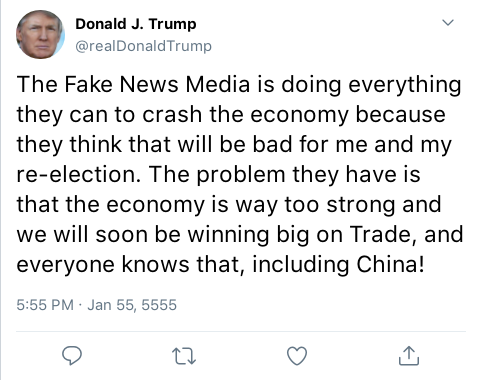 Donald J. Trump
@realDonaldTrump
The Fake News Media is doing everything
they can to crash the economy because
they think that will be bad for me and my
re-election. The problem they have is
that the economy is way too strong and
we will soon be winning big on Trade, and
everyone knows that, including China!
5:55 PM · Jan 55, 5555